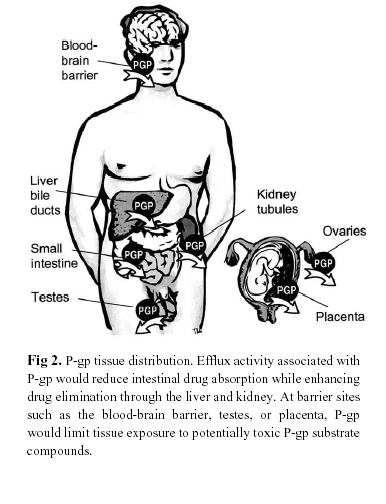 Blood-
brain
barrier
PGP
Liver
bile
ducts
PGP
Kidney
tubules
PGP
Small
intestine
PGP
Ovaries
PGP
Testes
PGP
PGP
Placenta
Fig 2. P-gp tissue distribution. Efflux activity associated with
P-gp would reduce intestinal drug absorption while enhancing
drug elimination through the liver and kidney. At barrier sites
such as the blood-brain barrier, testes, or placenta, P-gp
would limit tissue exposure to potentially toxic P-gp substrate
compounds.